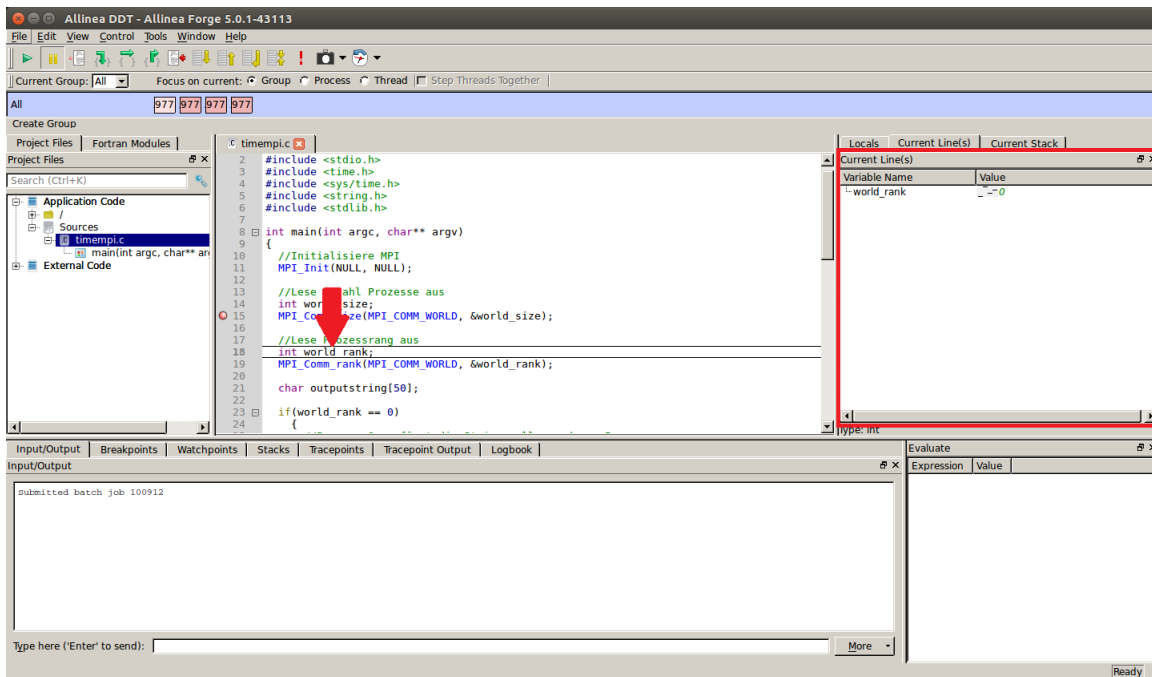 Allinea DDT - Allinea Forge 5.0.1-43113
File Edit View Control Tools Window Help
Current Group: All Focus on current: Group Process Thread Step Threads Together
All 977 977 977 977
Create Group
Project Files Fortran Modules
Project Files
Search (Ctrl+K)
Application Code
/
Sources
timempi.c
main(int argc, char** arg
External Code
timempi.c
2 #include <stdio.h>
3 #include <time.h>
4 #include <sys/time.h>
5 #include <string.h>
6 #include <stdlib.h>
7
8 int main(int argc, char** argv)
9 {
10 //Initialisiere MPI
11 MPI_Init(NULL, NULL);
12
13 //Lese Prozesse aus
14 int size;
15 (MPI_COMM_WORLD, &world_size);
16
17 //Lese aus
18 int world_rank;
19 MPI_Comm_rank(MPI_COMM_WORLD, &world_rank);
20
21 char outputstring[50];
22
23 if(world_rank == 0)
24 {
Locals Current Line(s) Current Stack
Current Line(s)
Variable Name Value
world_rank 0
Type: int
Input/Output Breakpoints Watchpoints Stacks Tracepoints Tracepoint Output Logbook
Input/Output
Submitted batch job 100912
Type here ('Enter' to send):
More
Evaluate
Expression Value
Ready